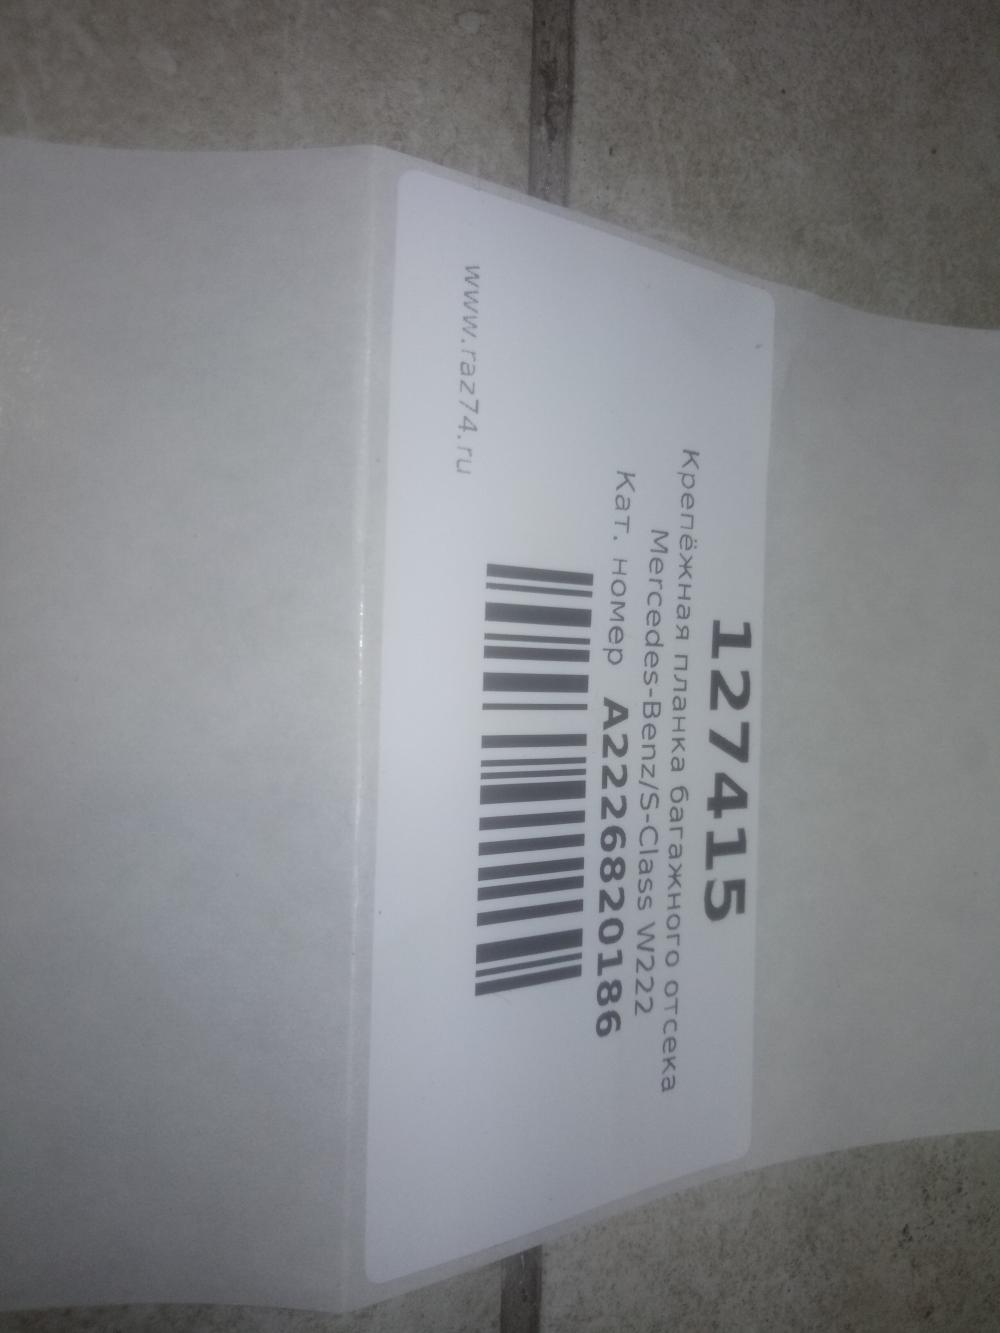 127415
Крепёжная планка багажного отсека
Mercedes-Benz/S-Class W222
Кат. номер A2226820186
www.raz74.ru